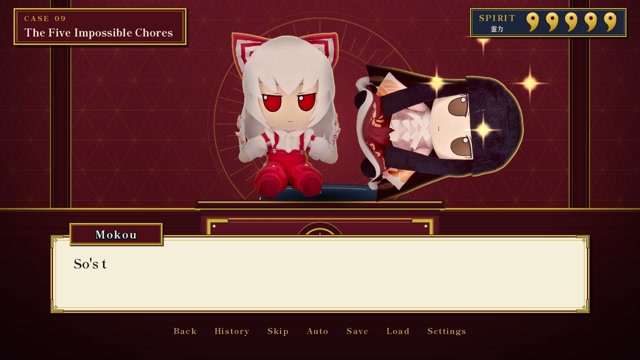 CASE 09
The Five Impossible Chores
SPIRIT
霊力
Mokou
So's t
Back History Skip Auto Save Load Settings